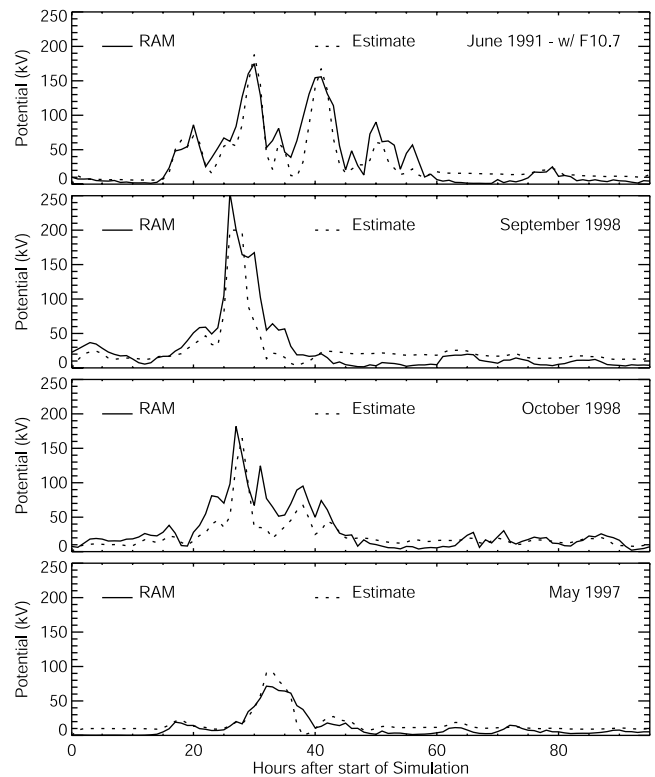 250
200
150
100
50
0
Potential (kV)
RAM
Estimate
June 1991 - w/ F10.7
250
200
150
100
50
0
Potential (kV)
RAM
Estimate
September 1998
250
200
150
100
50
0
Potential (kV)
RAM
Estimate
October 1998
250
200
150
100
50
0
Potential (kV)
RAM
Estimate
May 1997
0 20 40 60 80
Hours after start of Simulation